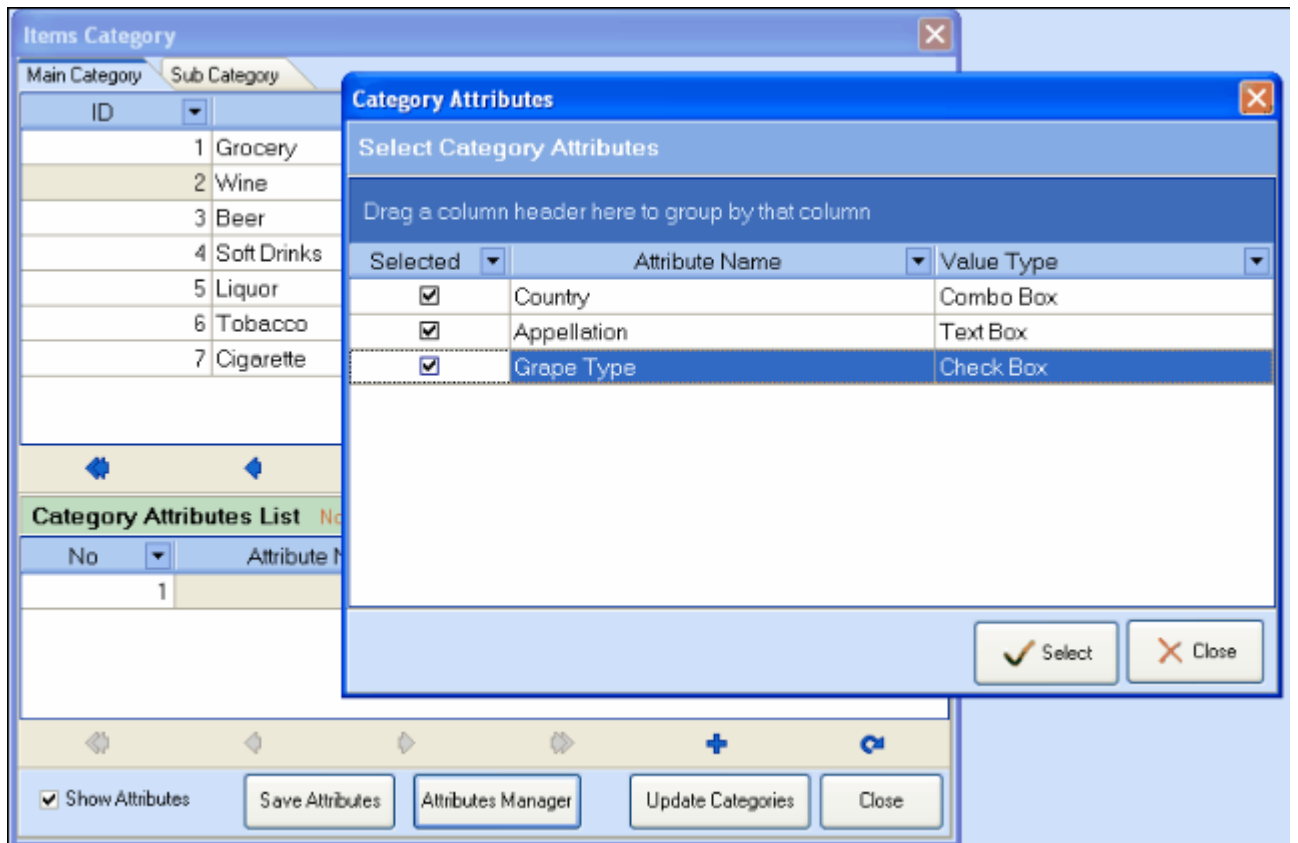 Items Category
Main Category Sub Category
ID
1 Grocery
2 Wine
3 Beer
4 Soft Drinks
5 Liquor
6 Tobacco
7 Cigarette
Category Attributes List
No Attribute
1
Show Attributes Save Attributes Attributes Manager Update Categories Close
Category Attributes
Select Category Attributes
Drag a column header here to group by that column
Selected Attribute Name Value Type
Country Combo Box
Appellation Text Box
Grape Type Check Box
Select Close